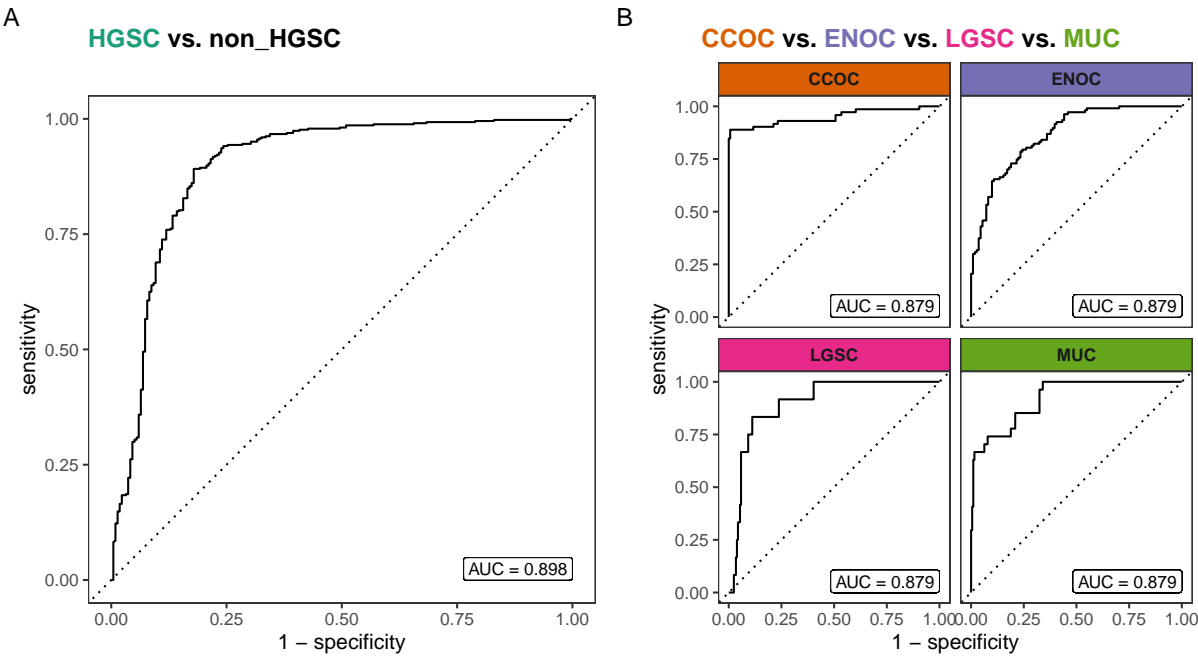 A
HGSC vs. non_HGSC
1.00
0.75
0.50
0.25
0.00
sensitivity
AUC = 0.898
0.00 0.25 0.50 0.75 1.00
1 − specificity
B
CCOC vs. ENOC vs. LGSC vs. MUC
CCOC
ENOC
1.00
0.75
0.50
0.25
0.00
AUC = 0.879
AUC = 0.879
sensitivity
LGSC
MUC
1.00
0.75
0.50
0.25
0.00
AUC = 0.879
AUC = 0.879
0.00 0.25 0.50 0.75 1.00
0.00 0.25 0.50 0.75 1.00
1 − specificity